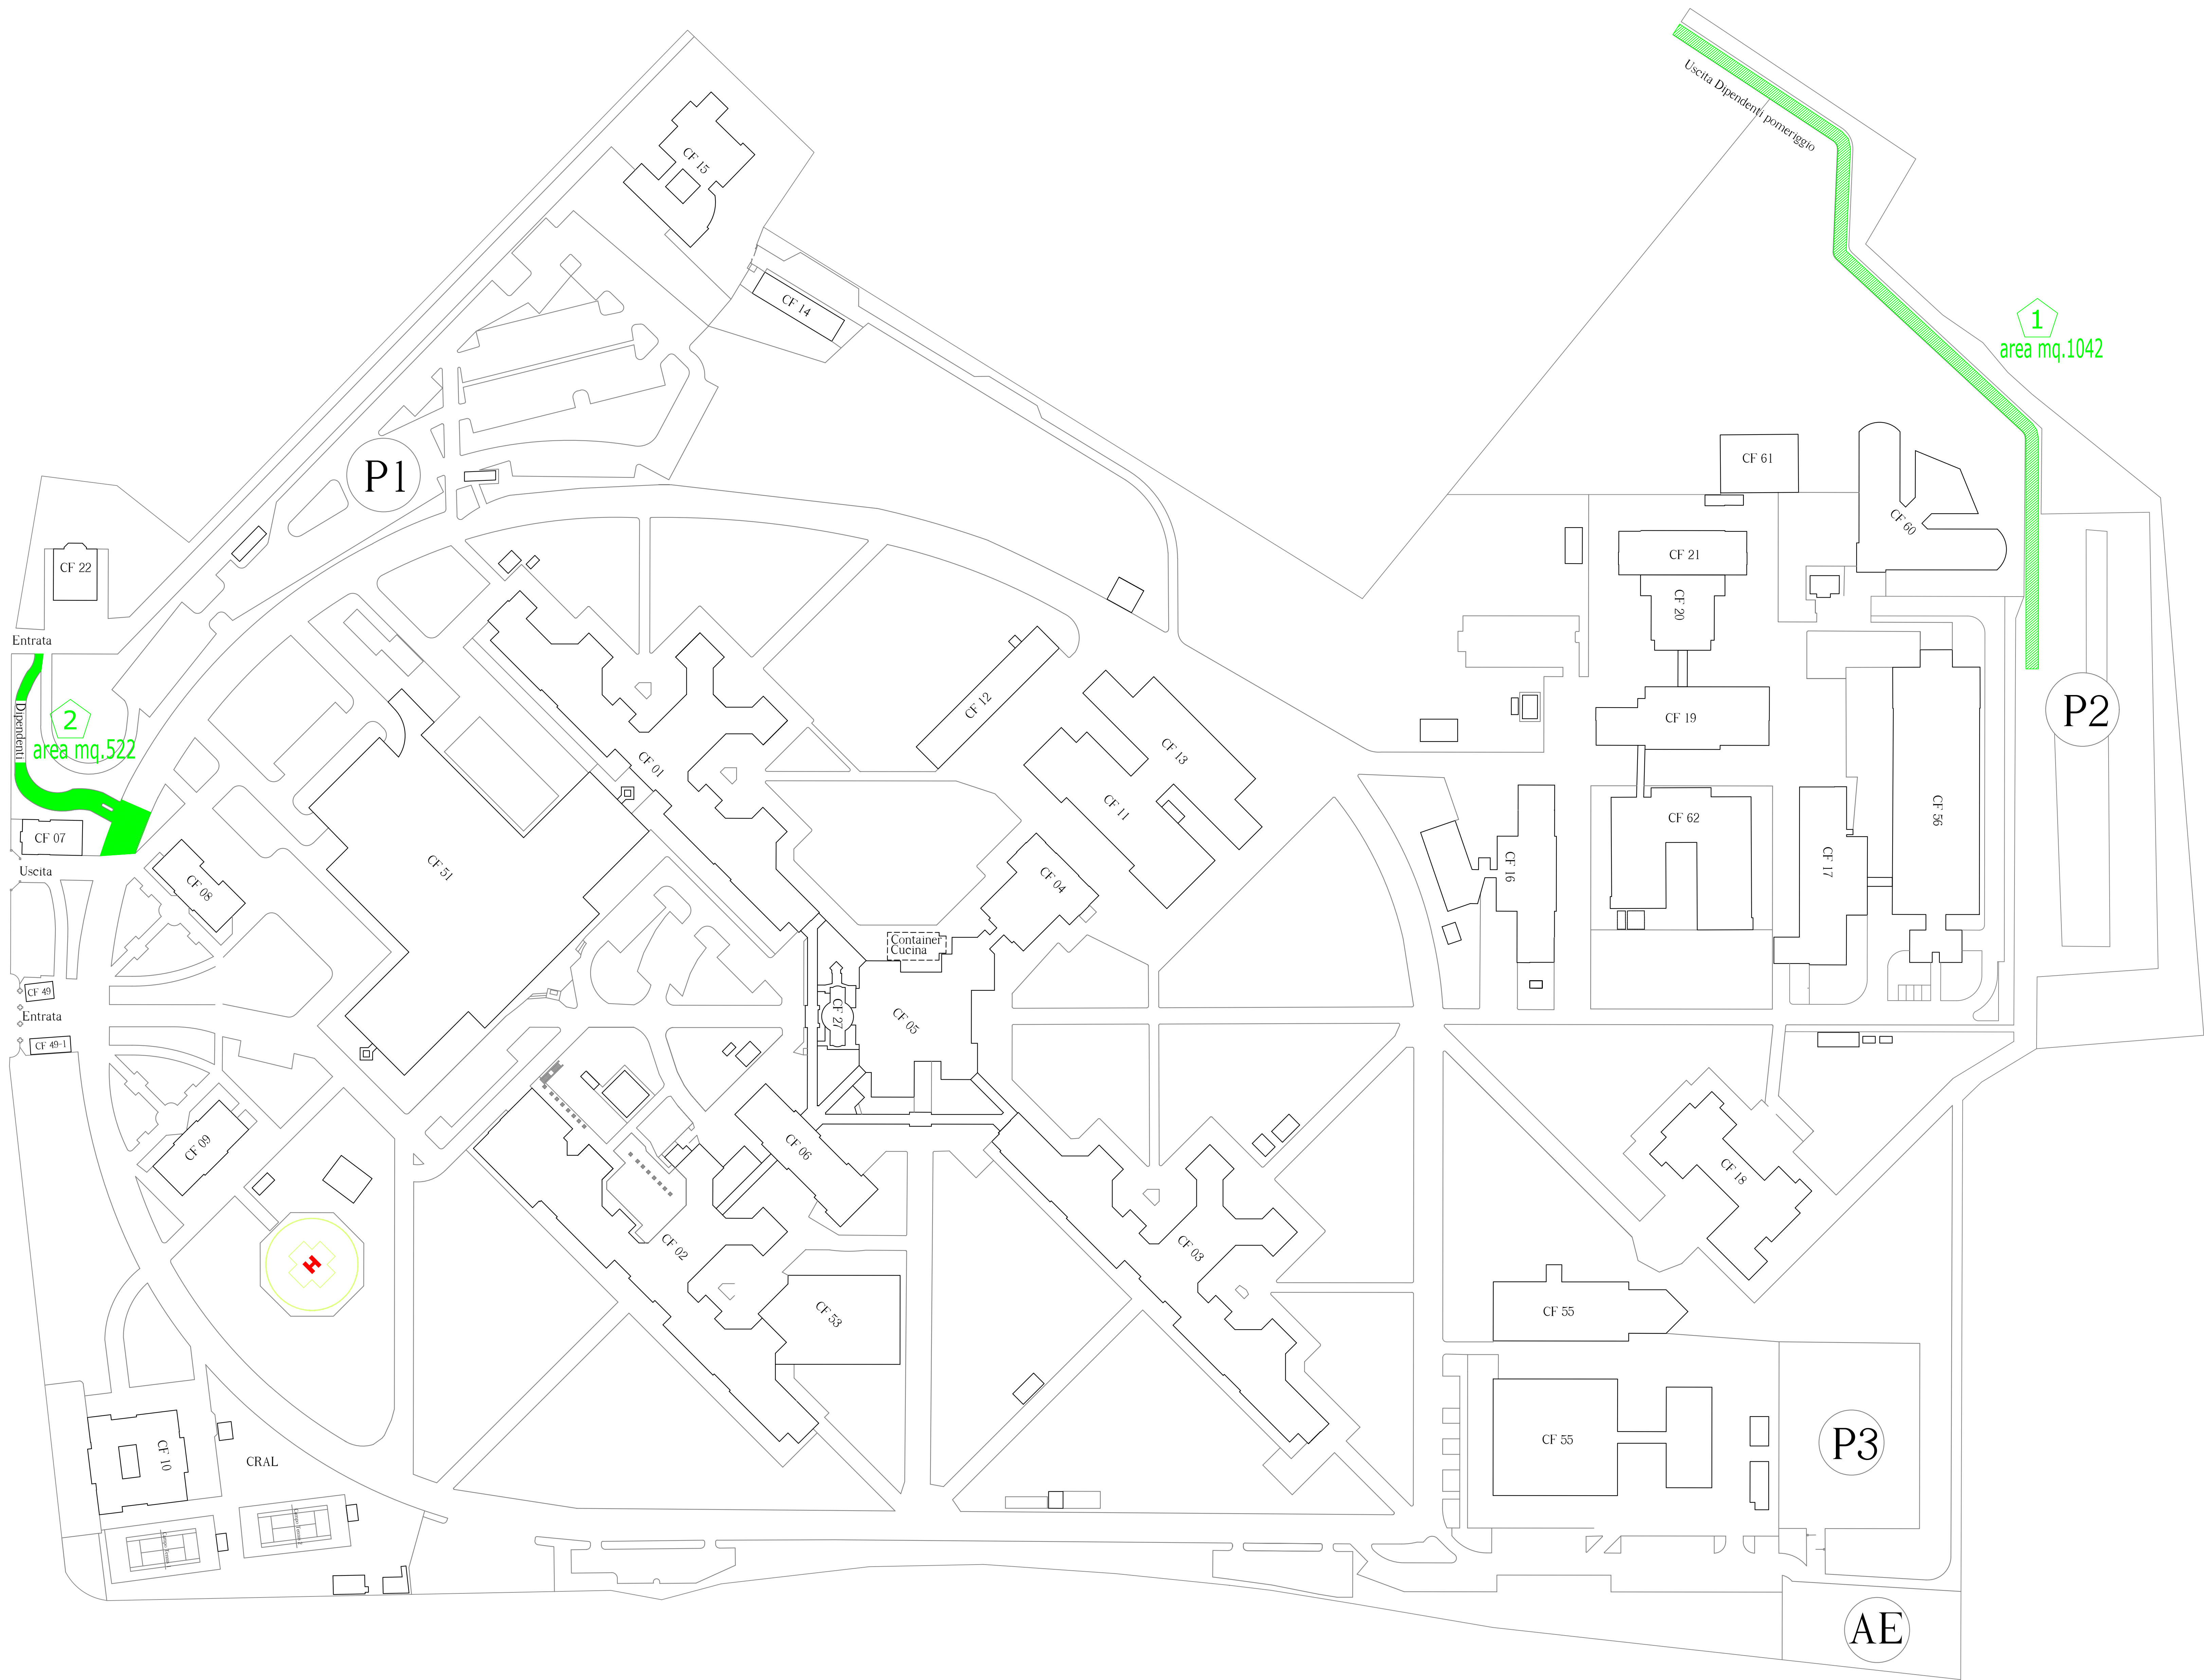 Uscita Dipendenti pomeriggio
CF 15
CF 14
1
area mq.1042
P1
CF 61
CF 60
CF 22
CF 21
CF 20
Entrata
Dipendenti
2
area mq.522
CF 12
CF 13
CF 19
P2
CF 01
CF 11
CF 62
CF 56
CF 07
CF 51
CF 04
CF 16
CF 17
Uscita
CF 08
Container
Cucina
CF 49
Entrata
CF 27
CF 05
CF 49-1
CF 09
CF 06
CF 18
H
CF 02
CF 03
CF 53
CF 55
CF 10
CRAL
CF 55
P3
AE